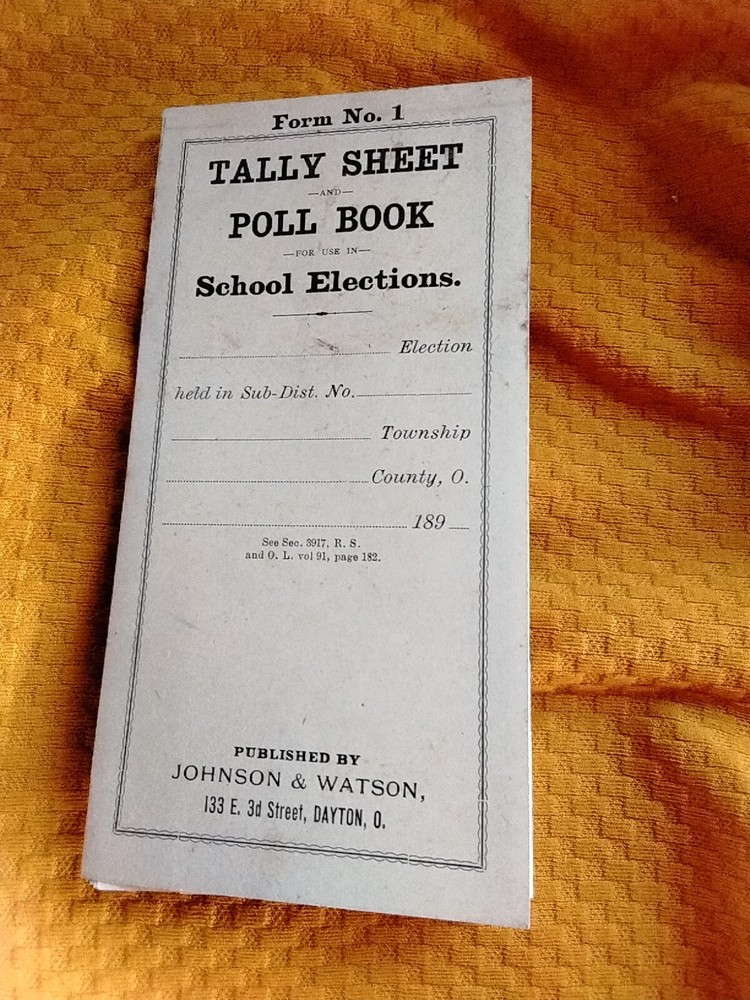 Form No. 1
TALLY SHEET
—AND—
POLL BOOK
—FOR USE IN—
School Elections.
Election
held in Sub-Dist. No.
Township
County, O.
189
See Sec. 3917, R. S.
and O. L. vol 91, page 182.
PUBLISHED BY
JOHNSON & WATSON,
133 E. 3d Street, DAYTON, O.